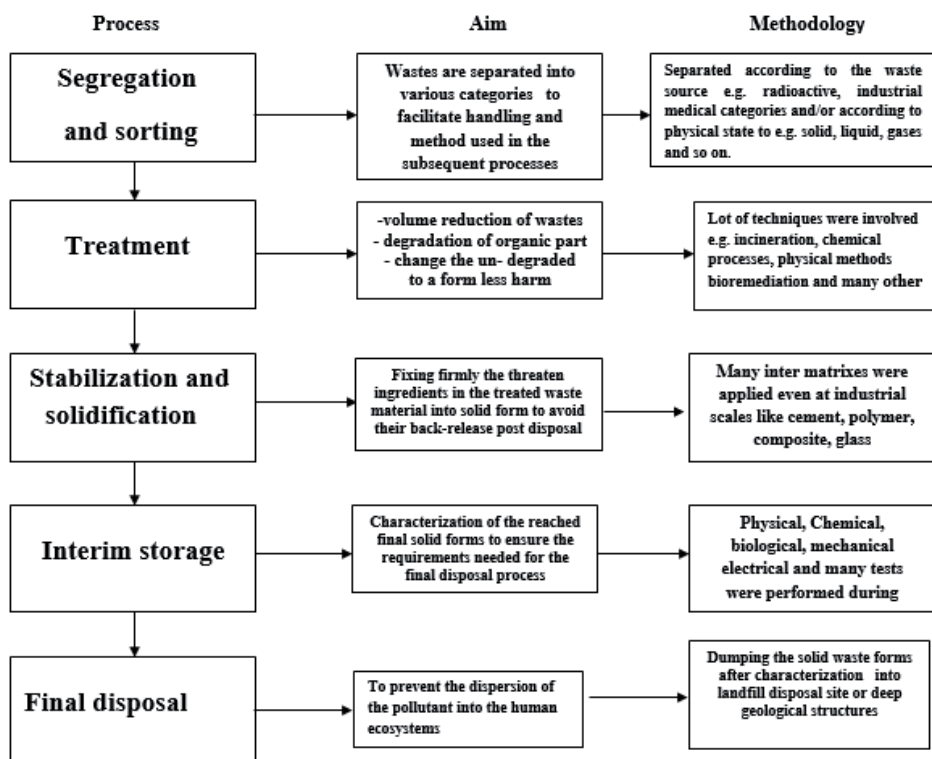 Process
Aim
Methodology
Segregation
and sorting
Wastes are separated into
various categories to
facilitate handling and
method used in the
subsequent processes
Separated according to the waste
source e.g. radioactive, industrial
medical categories and/or according to
physical state to e.g. solid, liquid, gases
and so on.
Treatment
-volume reduction of wastes
- degradation of organic part
- change the un- degraded
to a form less harm
Lot of techniques were involved
e.g. incineration, chemical
processes, physical methods
bioremediation and many other
Stabilization and
solidification
Fixing firmly the threaten
ingredients in the treated waste
material into solid form to avoid
their back-release post disposal
Many inter matrixes were
applied even at industrial
scales like cement, polymer,
composite, glass
Interim storage
Characterization of the reached
final solid forms to ensure the
requirements needed for the
final disposal process
Physical, Chemical,
biological, mechanical
electrical and many tests
were performed during
Final disposal
To prevent the dispersion of
the pollutant into the human
ecosystems
Dumping the solid waste forms
after characterization into
landfill disposal site or deep
geological structures